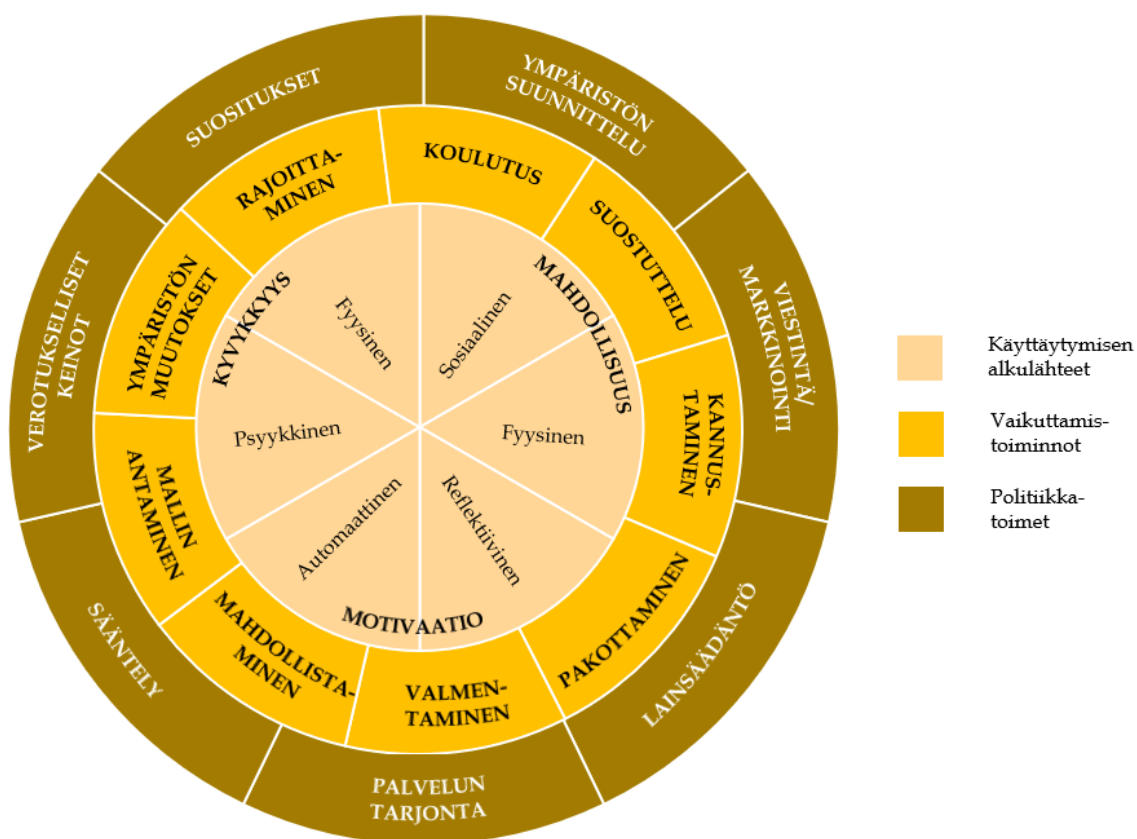 SUOSITUKSET
YMPÄRISTÖN
SUUNNITTELU
VIESTINTÄ/
MARKKINOINTI
LAINSÄÄDÄNTÖ
PALVELUN
TARJONTA
SÄÄNTELY
VEROTUKSELLISET
KEINOT
RAJOITTA-
MINEN
KOULUTUS
SUOSTUTTELU
KANNUS-
TAMINEN
PAKOTTAMINEN
VALMEN-
TAMINEN
MAHDOLLISTA-
MINEN
MALLIN
ANTAMINEN
YMPÄRISTÖN
MUUTOKSET
KYVYKKYYS
Fyysinen
Psyykkinen
MAHDOLLISUUS
Sosiaalinen
Fyysinen
MOTIVAATIO
Automaattinen
Reflektiivinen
Käyttäytymisen
alkulähteet
Vaikuttamis-
toiminnot
Politiikka-
toimet